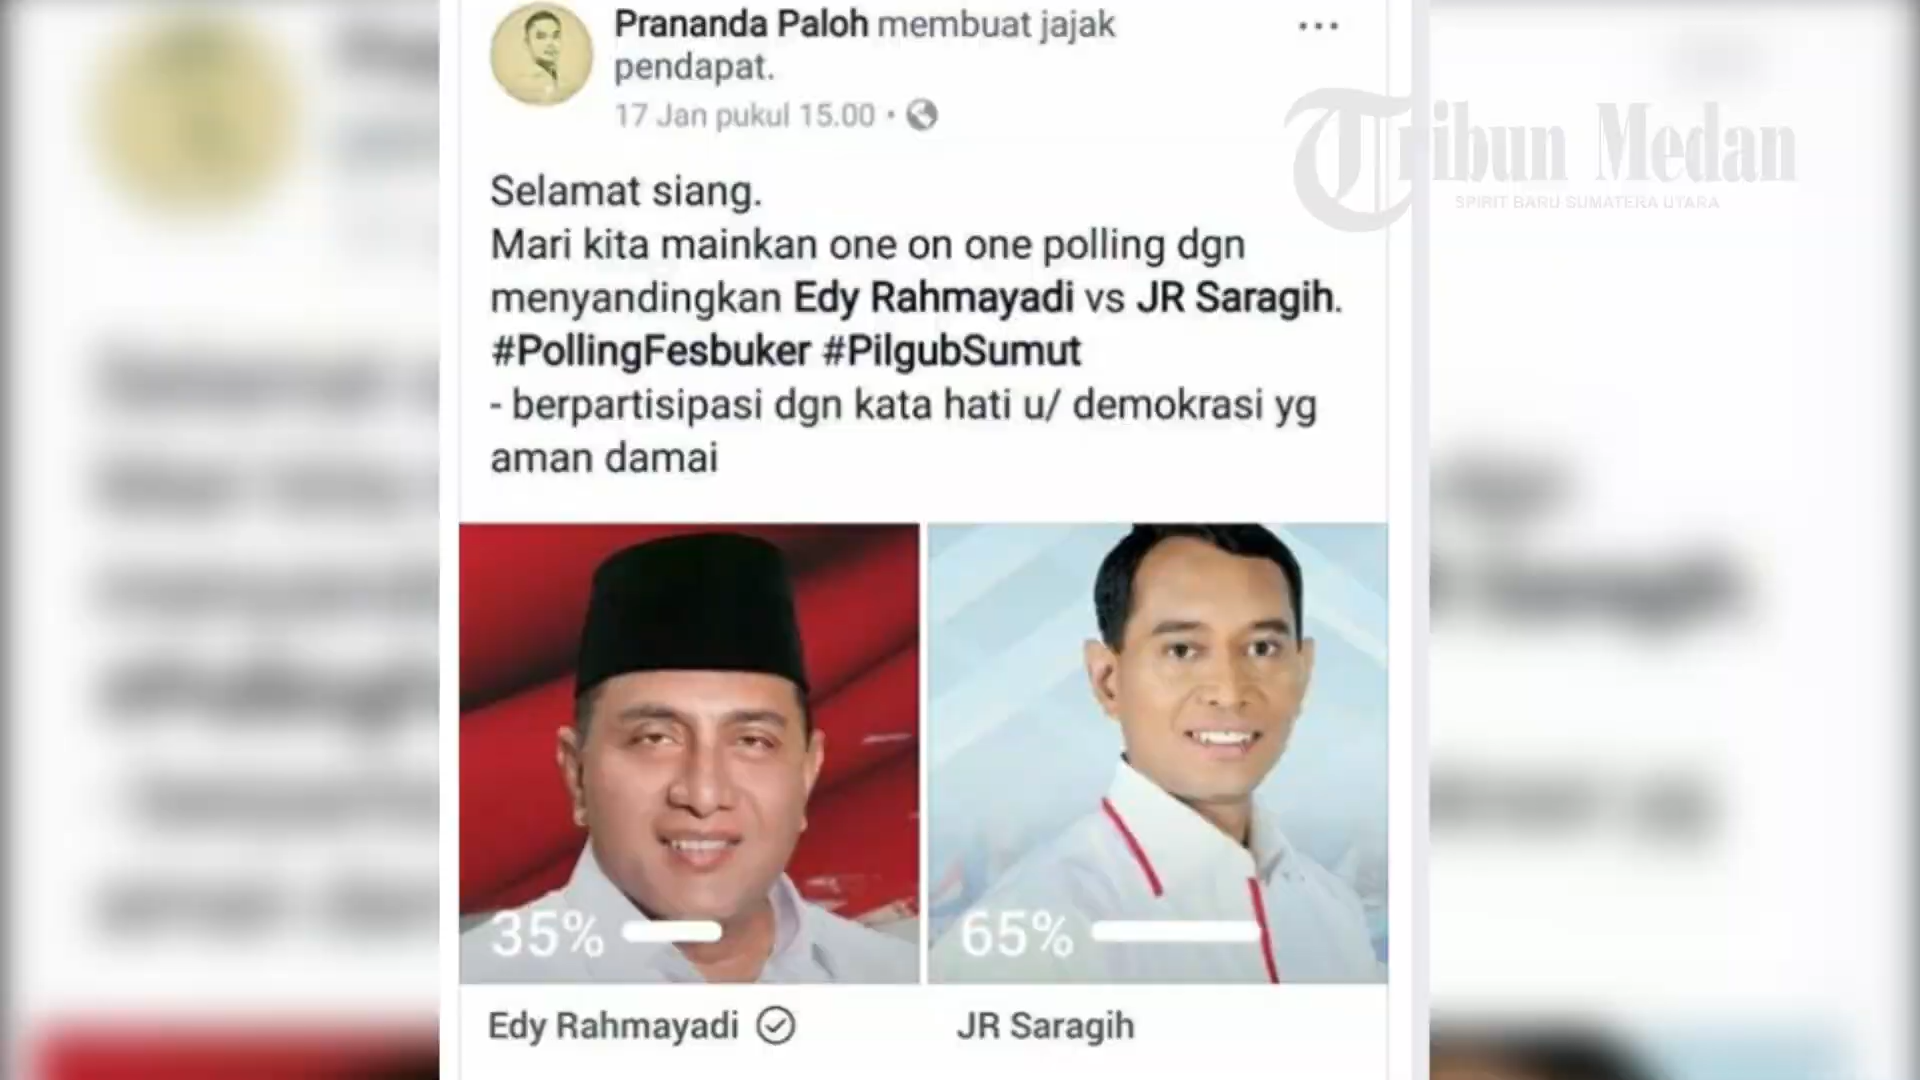 Prananda Paloh membuat jajak
pendapat.
17 Jan pukul 15.00 •
Tribun Medan
SPIRIT BARU SUMATERA UTARA
Selamat siang.
Mari kita mainkan one on one polling dgn
menyandingkan Edy Rahmayadi vs JR Saragih.
#PollingFesbuker #PilgubSumut
- berpartisipasi dgn kata hati u/ demokrasi yg
aman damai
35%
65%
Edy Rahmayadi
JR Saragih